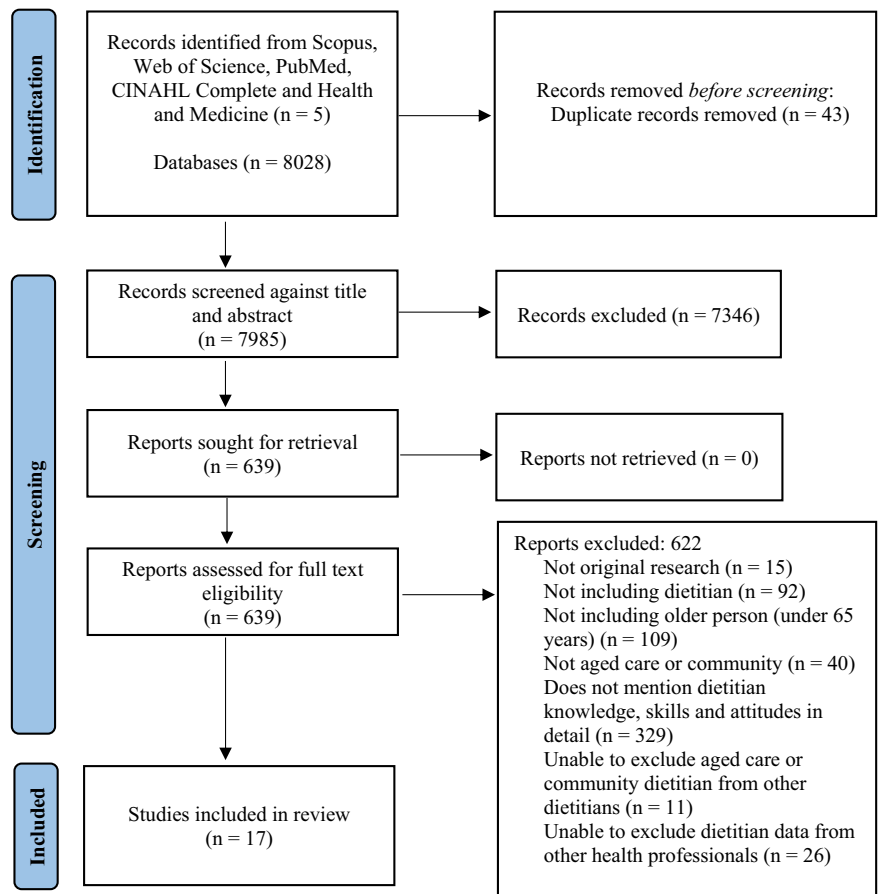 Identification
Records identified from Scopus,
Web of Science, PubMed,
CINAHL Complete and Health
and Medicine (n = 5)
Databases (n = 8028)
Records removed before screening:
Duplicate records removed (n = 43)
Screening
Records screened against title
and abstract
(n = 7985)
Records excluded (n = 7346)
Reports sought for retrieval
(n = 639)
Reports not retrieved (n = 0)
Reports assessed for full text
eligibility
(n = 639)
Reports excluded: 622
Not original research (n = 15)
Not including dietitian (n = 92)
Not including older person (under 65
years) (n = 109)
Not aged care or community (n = 40)
Does not mention dietitian
knowledge, skills and attitudes in
detail (n = 329)
Unable to exclude aged care or
community dietitian from other
dietitians (n = 11)
Unable to exclude dietitian data from
other health professionals (n = 26)
Included
Studies included in review
(n = 17)